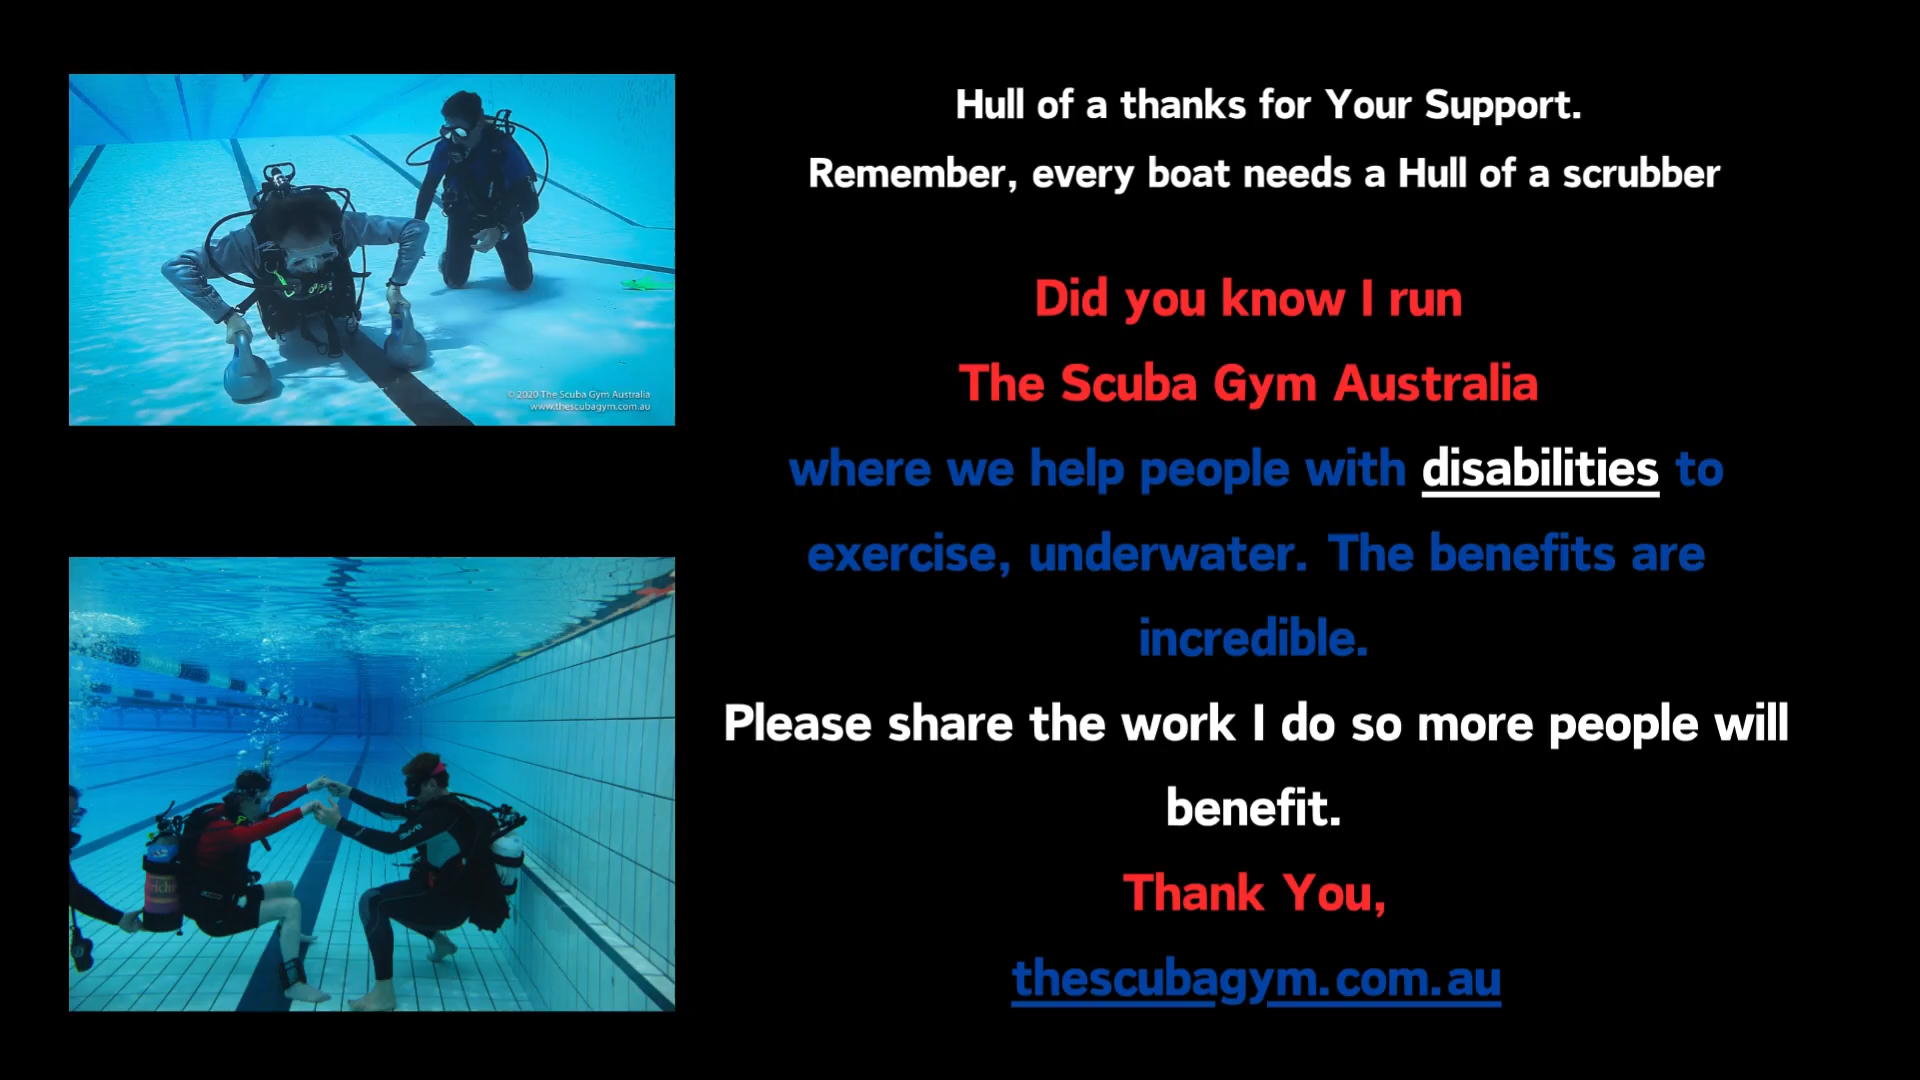 Hull of a thanks for Your Support.
Remember, every boat needs a Hull of a scrubber
Did you know I run
The Scuba Gym Australia
where we help people with disabilities to
exercise, underwater. The benefits are
incredible.
Please share the work I do so more people will
benefit.
Thank You,
thescubagym.com.au
© 2020 The Scuba Gym Australia
www.thescubagym.com.au